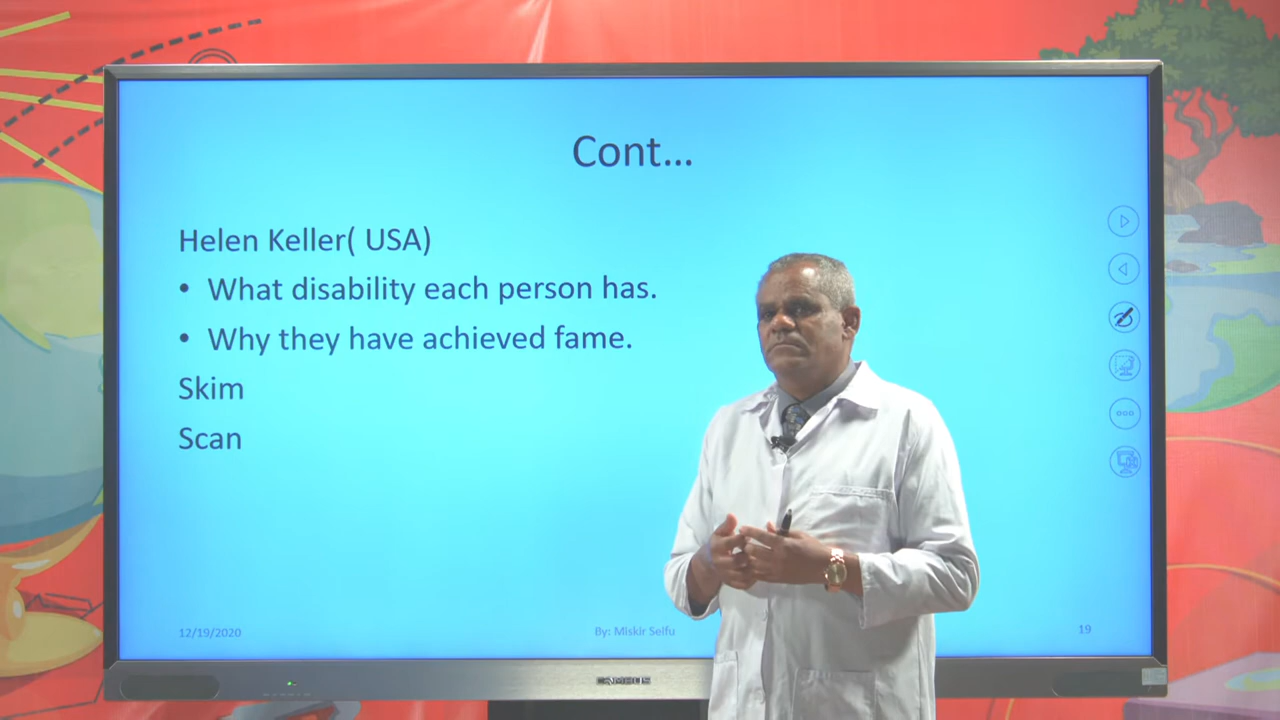 Cont...
Helen Keller( USA)
• What disability each person has.
• Why they have achieved fame.
Skim
Scan
12/19/2020
By: Miskir Seifu
19